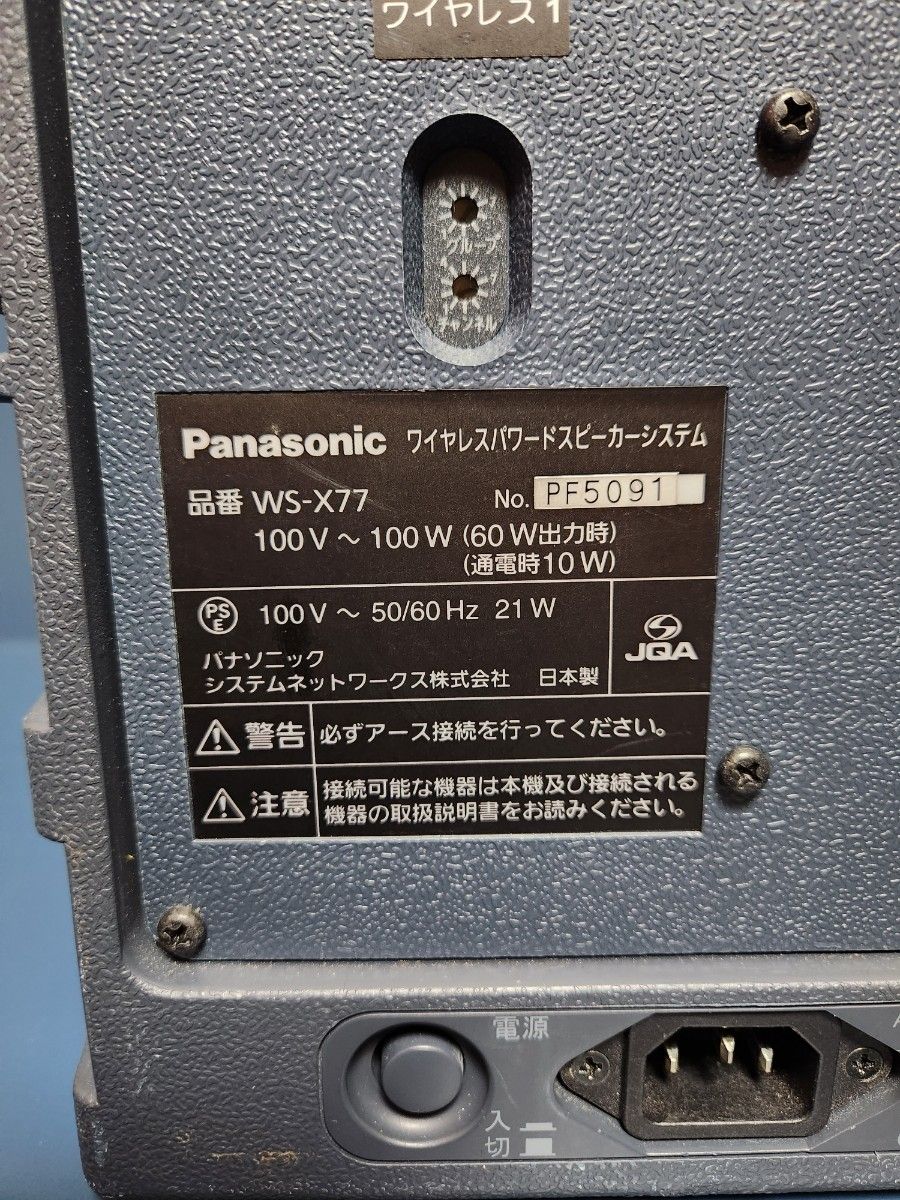 ワイヤレス1
グループ
チャンネル
Panasonic ワイヤレスパワードスピーカーシステム
品番 WS-X77 No. PF5091
100V ～ 100W (60W出力時)
(通電時10W)
PSE 100V ～ 50/60Hz 21W
JQA
パナソニック
システムネットワークス株式会社 日本製
警告 必ずアース接続を行ってください。
注意 接続可能な機器は本機及び接続される
機器の取扱説明書をお読みください。
電源
入
切